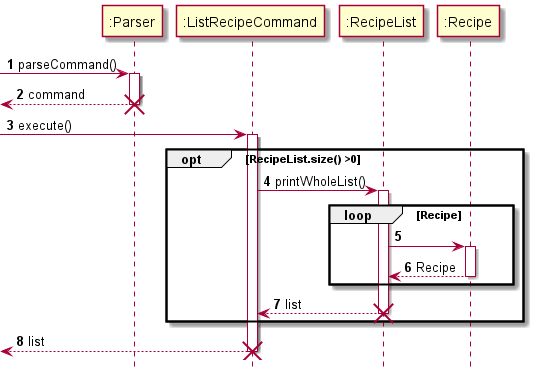 :Parser :ListRecipeCommand :RecipeList :Recipe
1 parseCommand()
2 command
3 execute()
opt [RecipeList.size() >0]
4 printWholeList()
loop [Recipe]
5
6 Recipe
7 list
8 list